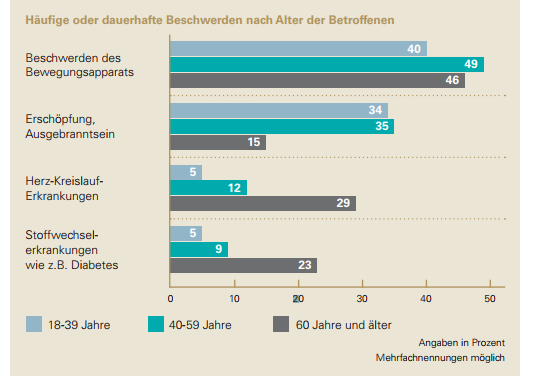 Häufige oder dauerhafte Beschwerden nach Alter der Betroffenen
Beschwerden des
Bewegungsapparats
40
49
46
Erschöpfung,
Ausgebranntsein
34
35
15
Herz-Kreislauf-
Erkrankungen
5
12
29
Stoffwechsel-
erkrankungen
wie z.B. Diabetes
5
9
23
0 10 20 30 40 50
18-39 Jahre 40-59 Jahre 60 Jahre und älter
Angaben in Prozent
Mehrfachnennungen möglich